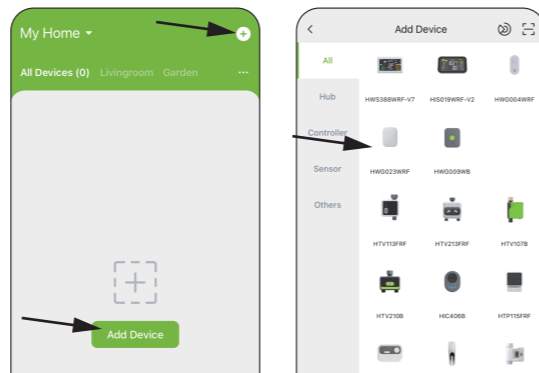 My Home
All Devices (0) Livingroom Garden ...
Add Device
Add Device
All
Hub
Controller
Sensor
Others
HWS388WRF-V7 HIS019WRF-V2 HWG004WRF
HWG023WRF HWG009WB
HTV113FRF HTV213FRF HTV107B
HTV210B HIC406B HTP115FRF